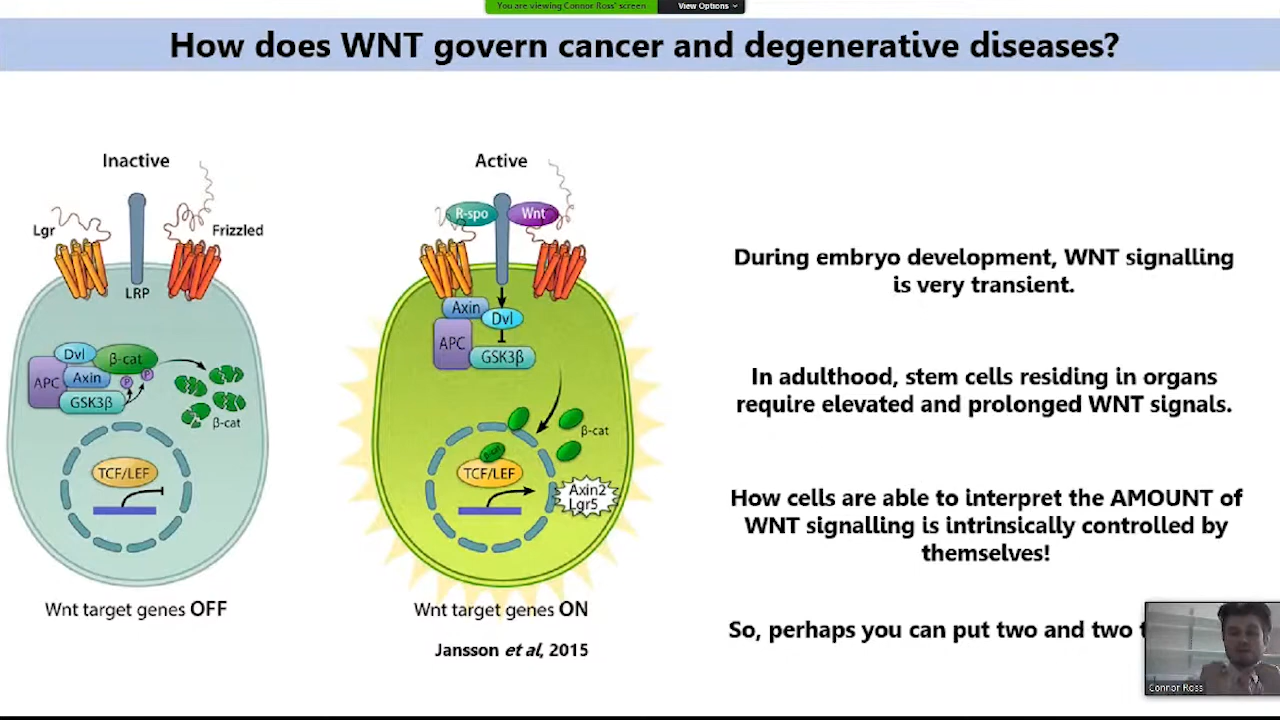 You are viewing Connor Ross' screen
View Options
How does WNT govern cancer and degenerative diseases?
Inactive
Lgr
Frizzled
LRP
Dvl
β-cat
APC
Axin
P
P
GSK3β
β-cat
TCF/LEF
Wnt target genes OFF
Active
R-spo
Wnt
Axin
Dvl
APC
GSK3β
β-cat
β-cat
TCF/LEF
Axin2
Lgr5
Wnt target genes ON
Jansson et al, 2015
During embryo development, WNT signalling
is very transient.
In adulthood, stem cells residing in organs
require elevated and prolonged WNT signals.
How cells are able to interpret the AMOUNT of
WNT signalling is intrinsically controlled by
themselves!
So, perhaps you can put two and two
Connor Ross